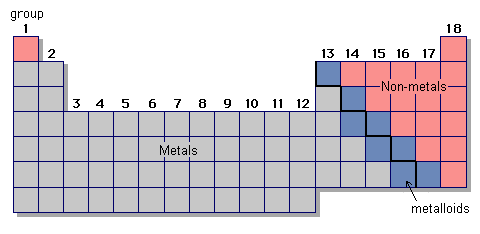 group
1
18
2
13 14 15 16 17
Non-metals
3 4 5 6 7 8 9 10 11 12
Metals
metalloids